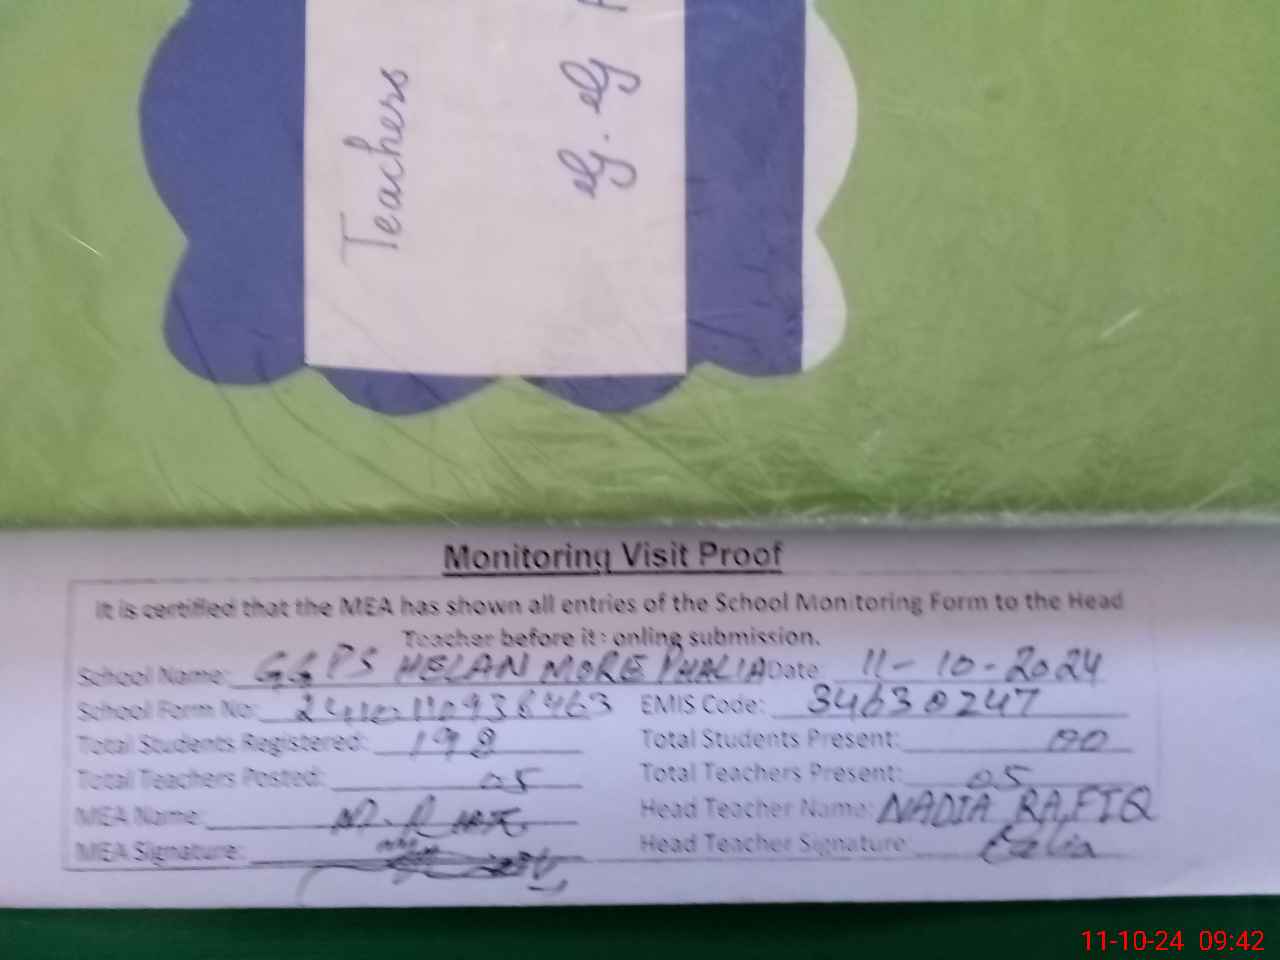 Teachers
Monitoring Visit Proof
It is certified that the MEA has shown all entries of the School Monitoring Form to the Head
Teacher before its online submission.
School Name: GGPS HELAN MORE PHALIA Date 11-10-2024
School Form No: EMIS Code: 34630247
Total Students Registered: 198 Total Students Present:
Total Teachers Posted: 05 Total Teachers Present: 05
MEA Name: Head Teacher Name: NADIA RAFIQ
MEA Signature: Head Teacher Signature:
11-10-24 09:42